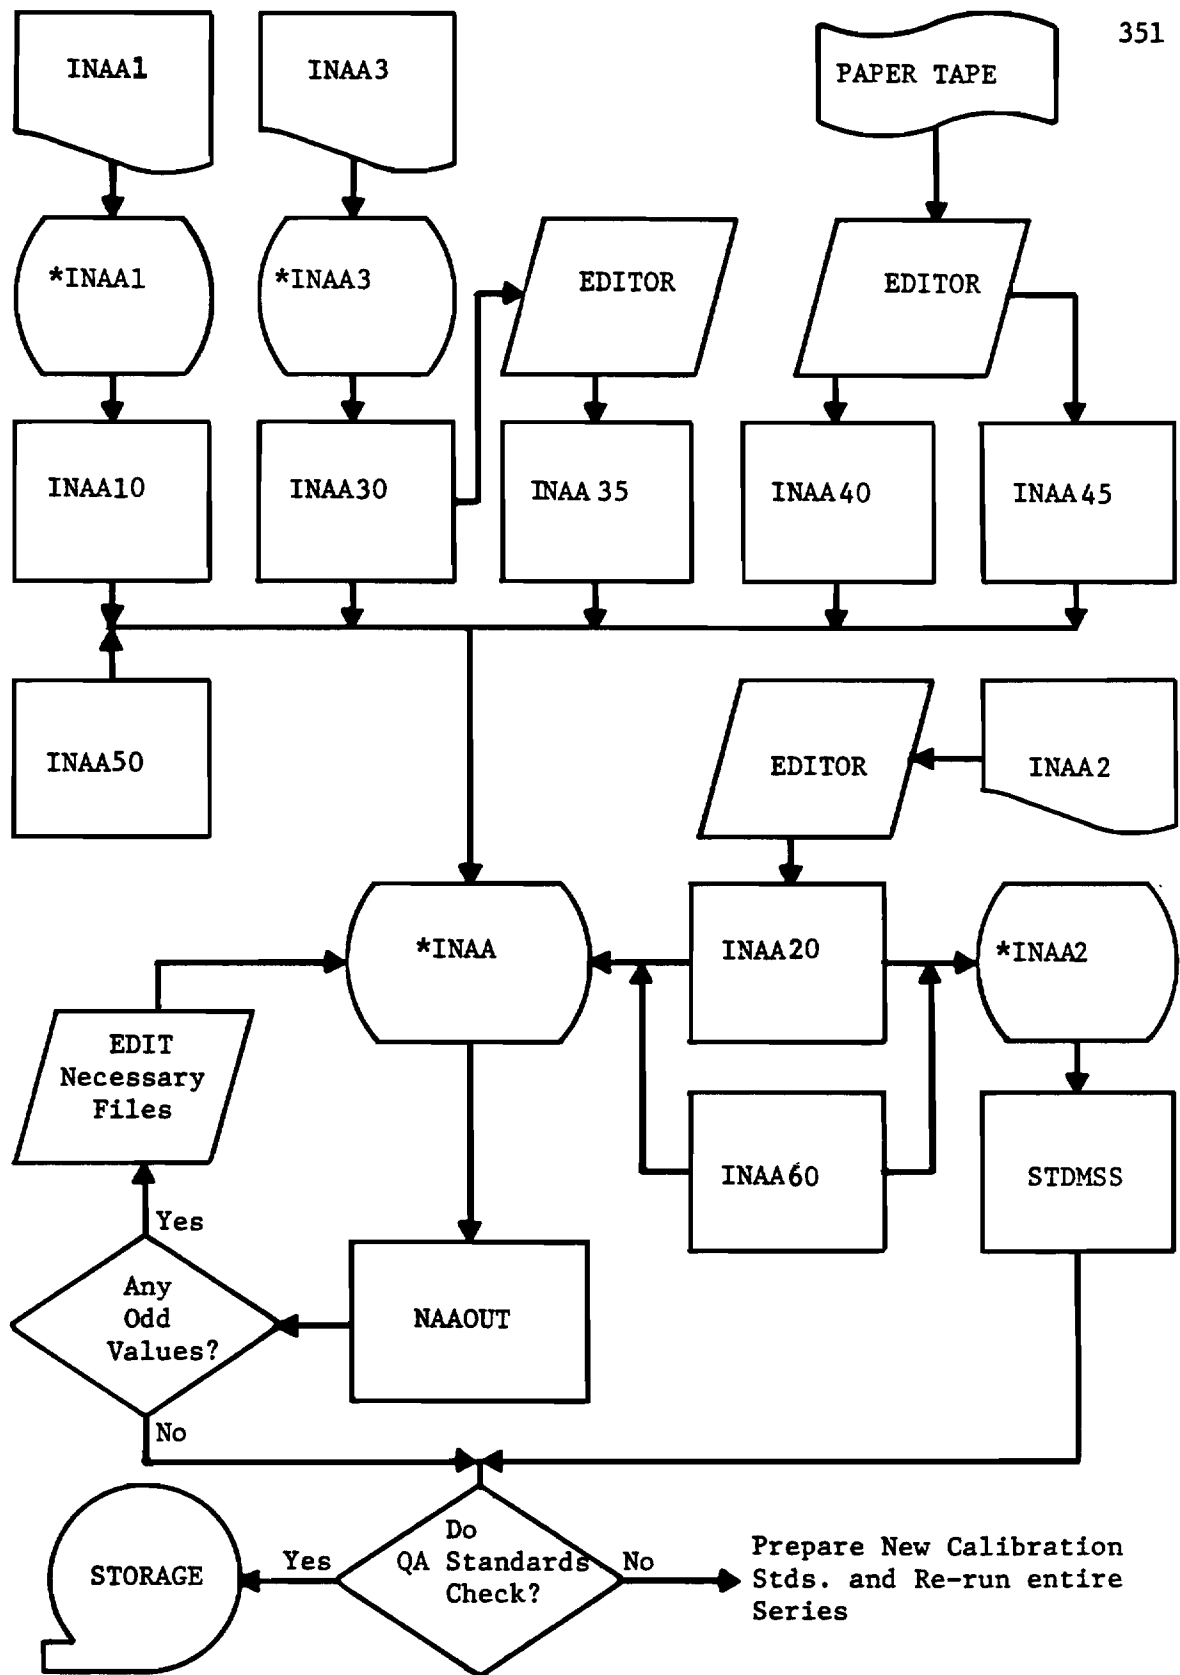 351
INAA1
INAA3
PAPER TAPE
*INAA1
*INAA3
EDITOR
EDITOR
INAA10
INAA30
INAA 35
INAA40
INAA45
INAA50
EDITOR
INAA2
*INAA
INAA20
*INAA2
EDIT
Necessary
Files
INAA60
STDMSS
Yes
Any
Odd
Values?
NAAOUT
No
Do
QA Standards
Check?
Yes
No
STORAGE
Prepare New Calibration
Stds. and Re-run entire
Series